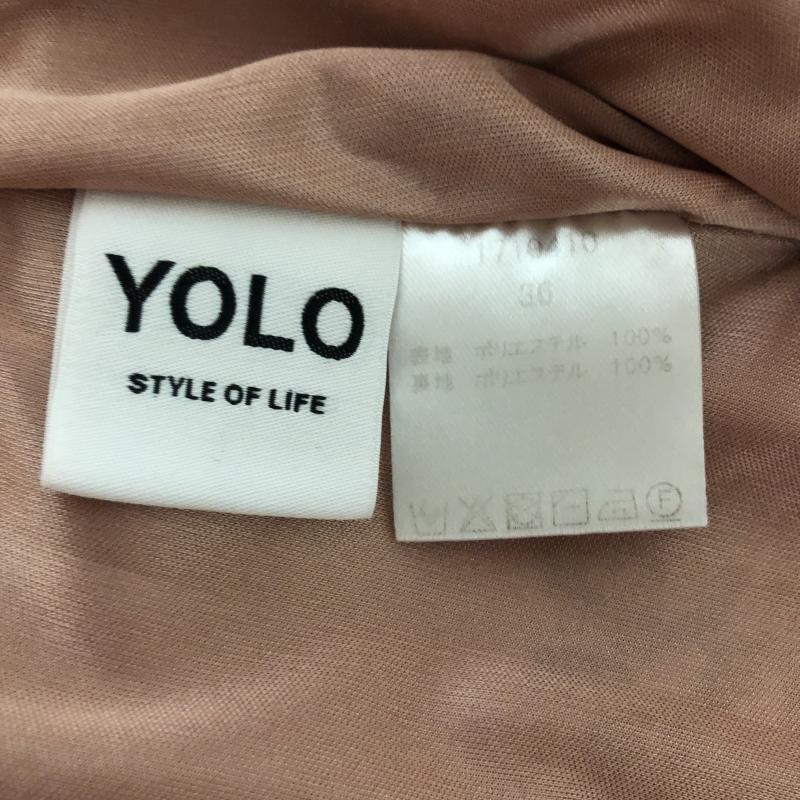 YOLO
STYLE OF LIFE
36
表地 ポリエステル 100%
裏地 ポリエステル 100%
F